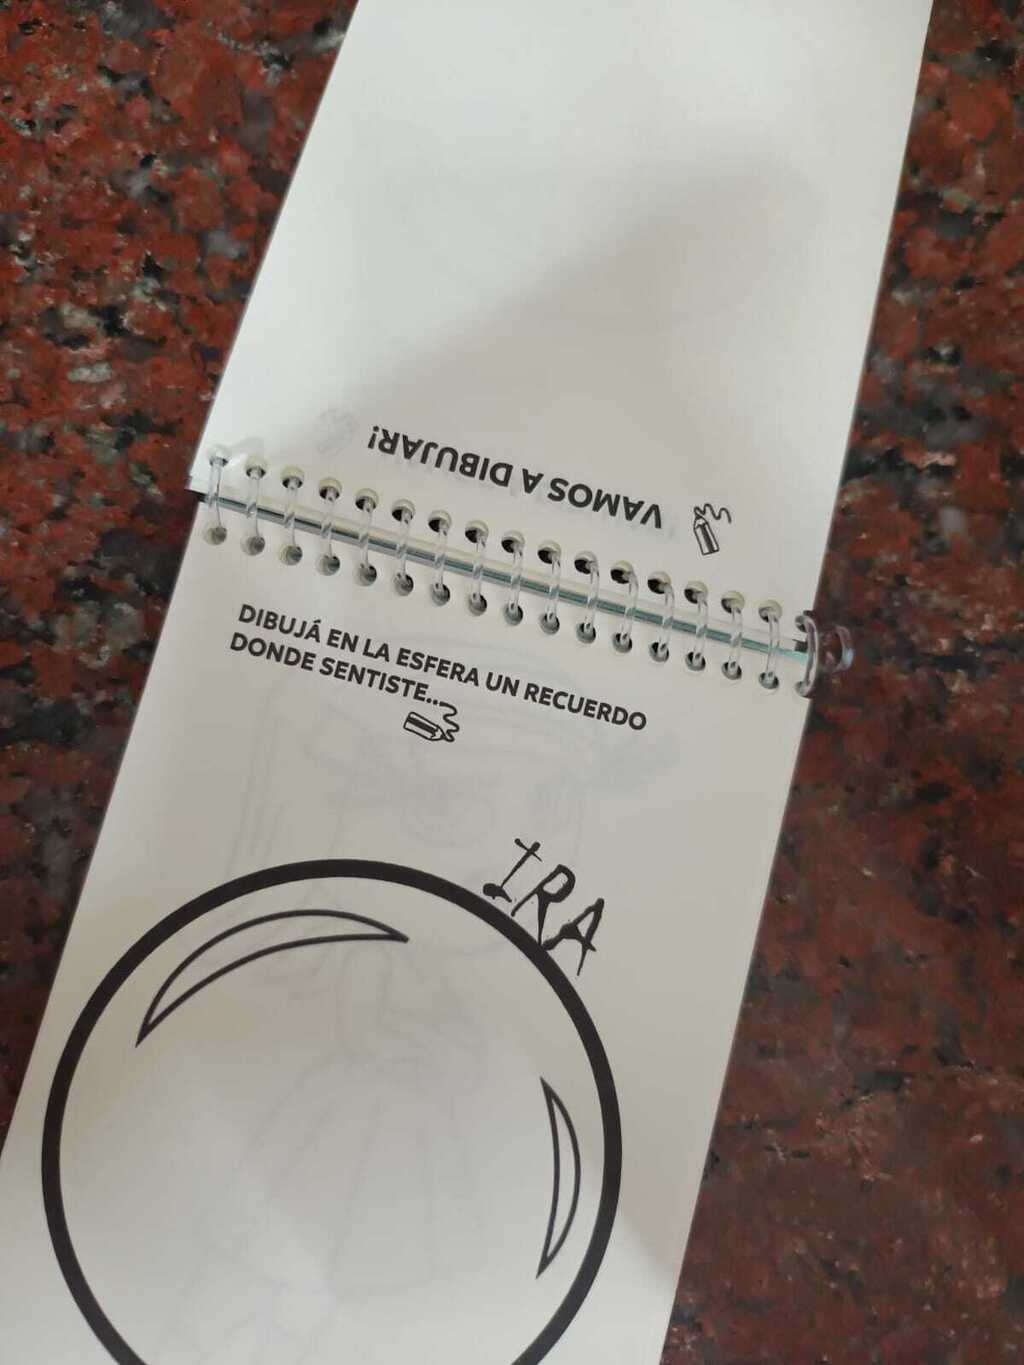 VAMOS A DIBUJAR!
DIBUJÁ EN LA ESFERA UN RECUERDO
DONDE SENTISTE..
IRA